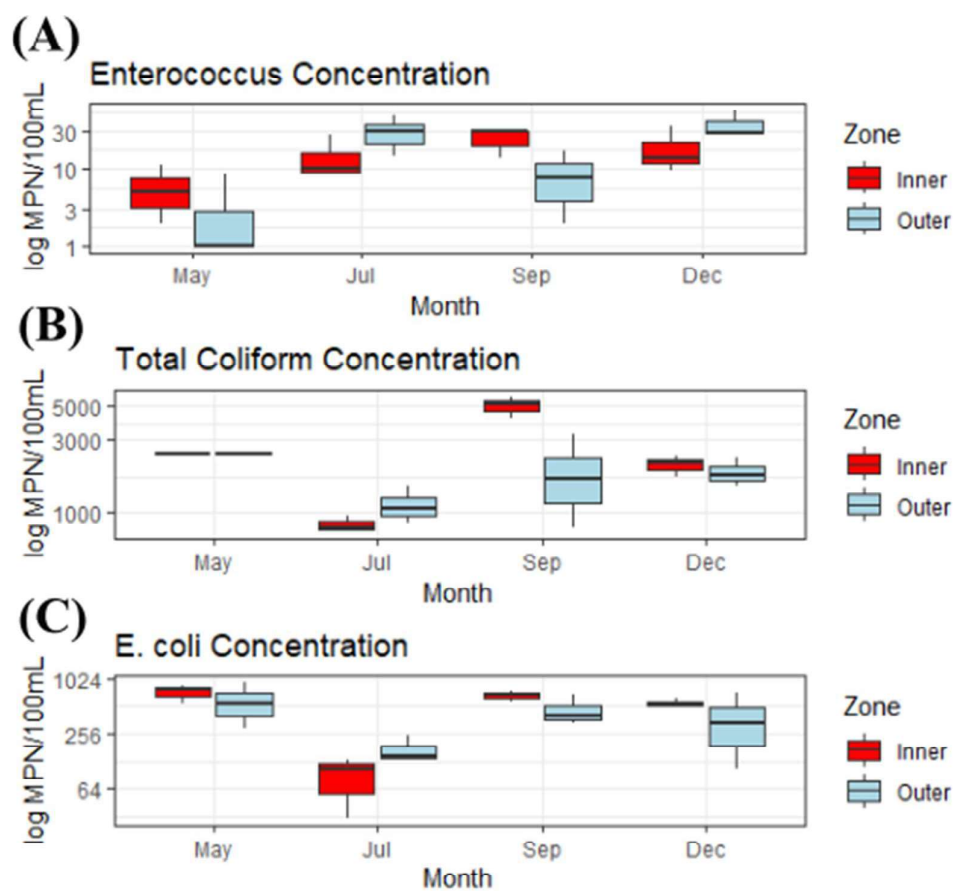 (A)
Enterococcus Concentration
log MPN/100mL
30
10
3
1
May Jul Sep Dec
Month
Zone
Inner
Outer
(B)
Total Coliform Concentration
log MPN/100mL
5000
3000
1000
May Jul Sep Dec
Month
Zone
Inner
Outer
(C)
E. coli Concentration
log MPN/100mL
1024
256
64
May Jul Sep Dec
Month
Zone
Inner
Outer